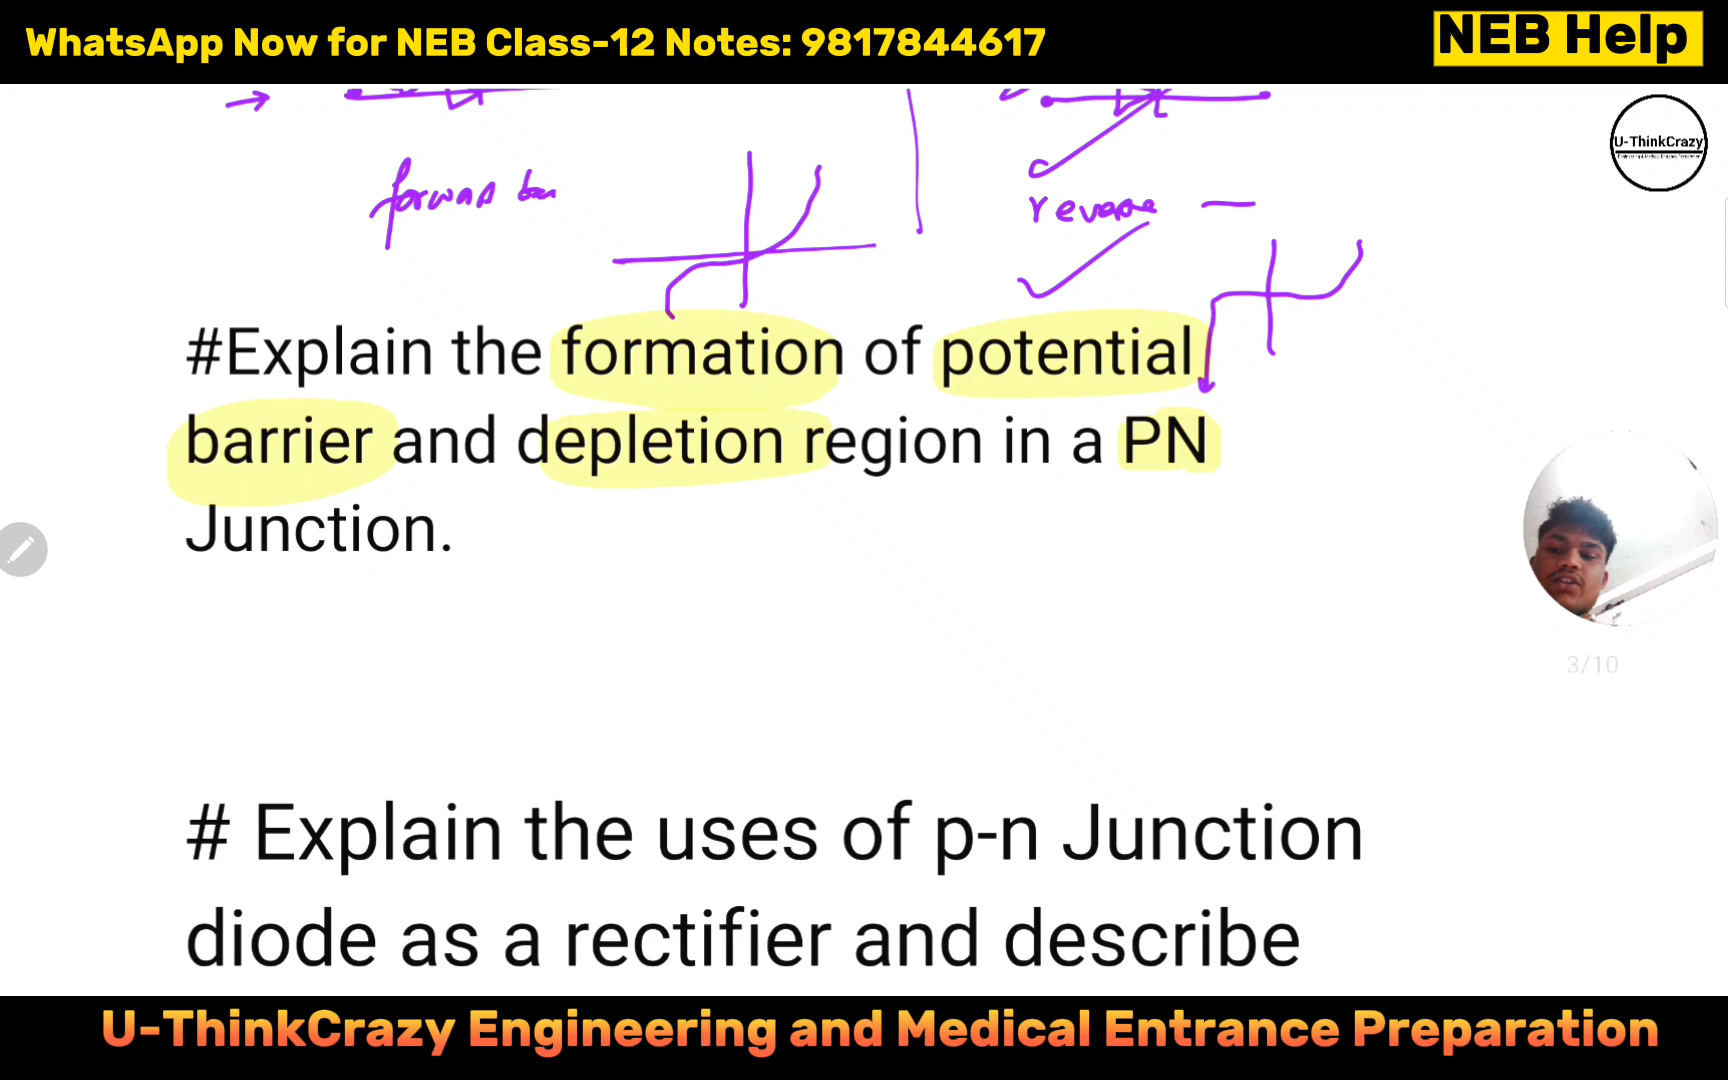 WhatsApp Now for NEB Class-12 Notes: 9817844617
NEB Help
U-ThinkCrazy
forward
reverse
#Explain the formation of potential
barrier and depletion region in a PN
Junction.
3/10
# Explain the uses of p-n Junction
diode as a rectifier and describe
U-ThinkCrazy Engineering and Medical Entrance Preparation